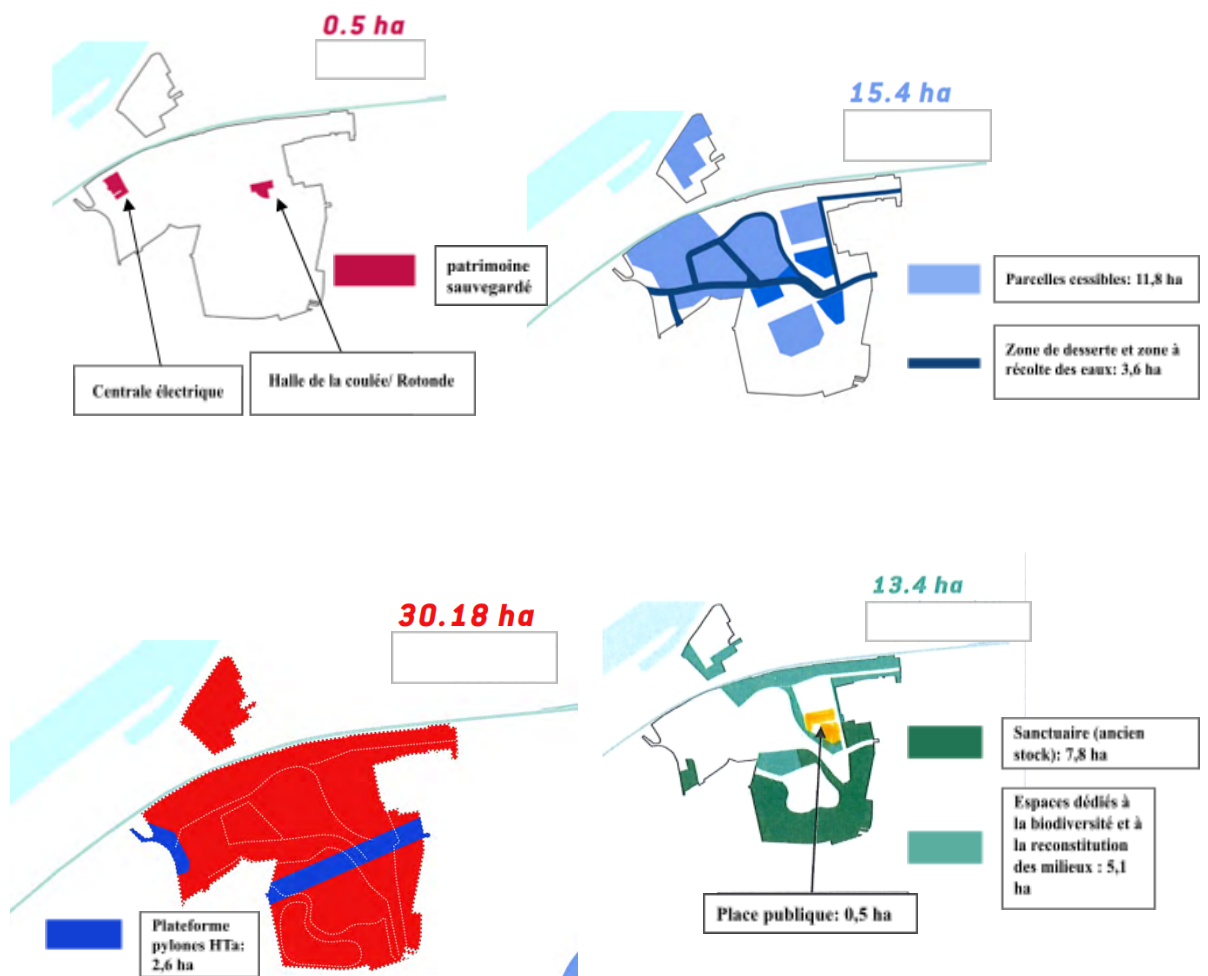 0.5 ha
patrimoine
sauvegardé
Centrale électrique
Halle de la coulée/ Rotonde
15.4 ha
Parcelles cessibles: 11,8 ha
Zone de desserte et zone à
récolte des eaux: 3,6 ha
30.18 ha
Plateforme
pylones HTa:
2,6 ha
13.4 ha
Sanctuaire (ancien
stock): 7,8 ha
Espaces dédiés à
la biodiversité et à
la reconstitution
des milieux : 5,1
ha
Place publique: 0,5 ha